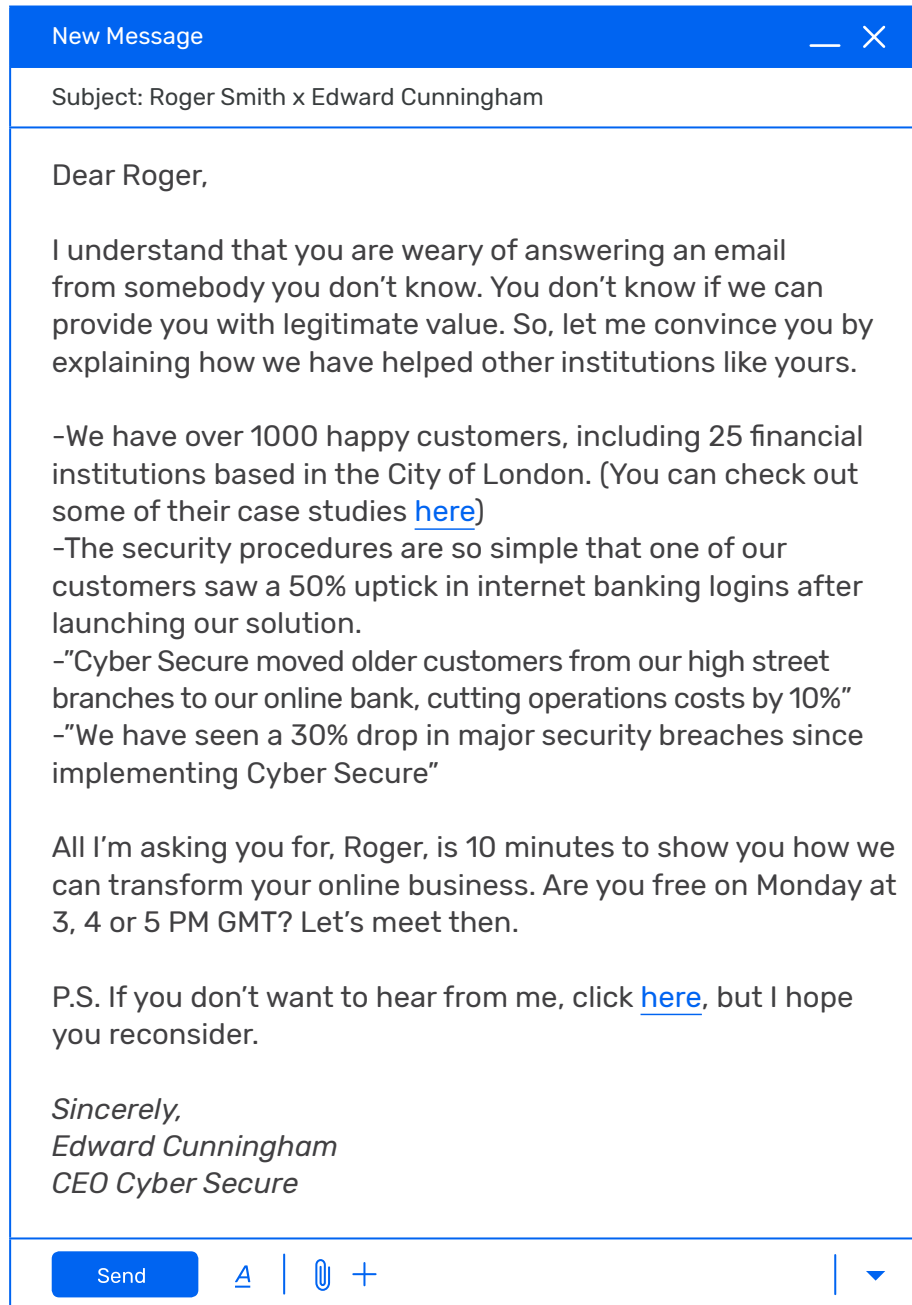 New Message
Subject: Roger Smith x Edward Cunningham
Dear Roger,
I understand that you are weary of answering an email
from somebody you don’t know. You don’t know if we can
provide you with legitimate value. So, let me convince you by
explaining how we have helped other institutions like yours.
-We have over 1000 happy customers, including 25 financial
institutions based in the City of London. (You can check out
some of their case studies here)
-The security procedures are so simple that one of our
customers saw a 50% uptick in internet banking logins after
launching our solution.
-”Cyber Secure moved older customers from our high street
branches to our online bank, cutting operations costs by 10%”
-”We have seen a 30% drop in major security breaches since
implementing Cyber Secure”
All I’m asking you for, Roger, is 10 minutes to show you how we
can transform your online business. Are you free on Monday at
3, 4 or 5 PM GMT? Let’s meet then.
P.S. If you don’t want to hear from me, click here, but I hope
you reconsider.
Sincerely,
Edward Cunningham
CEO Cyber Secure
Send A